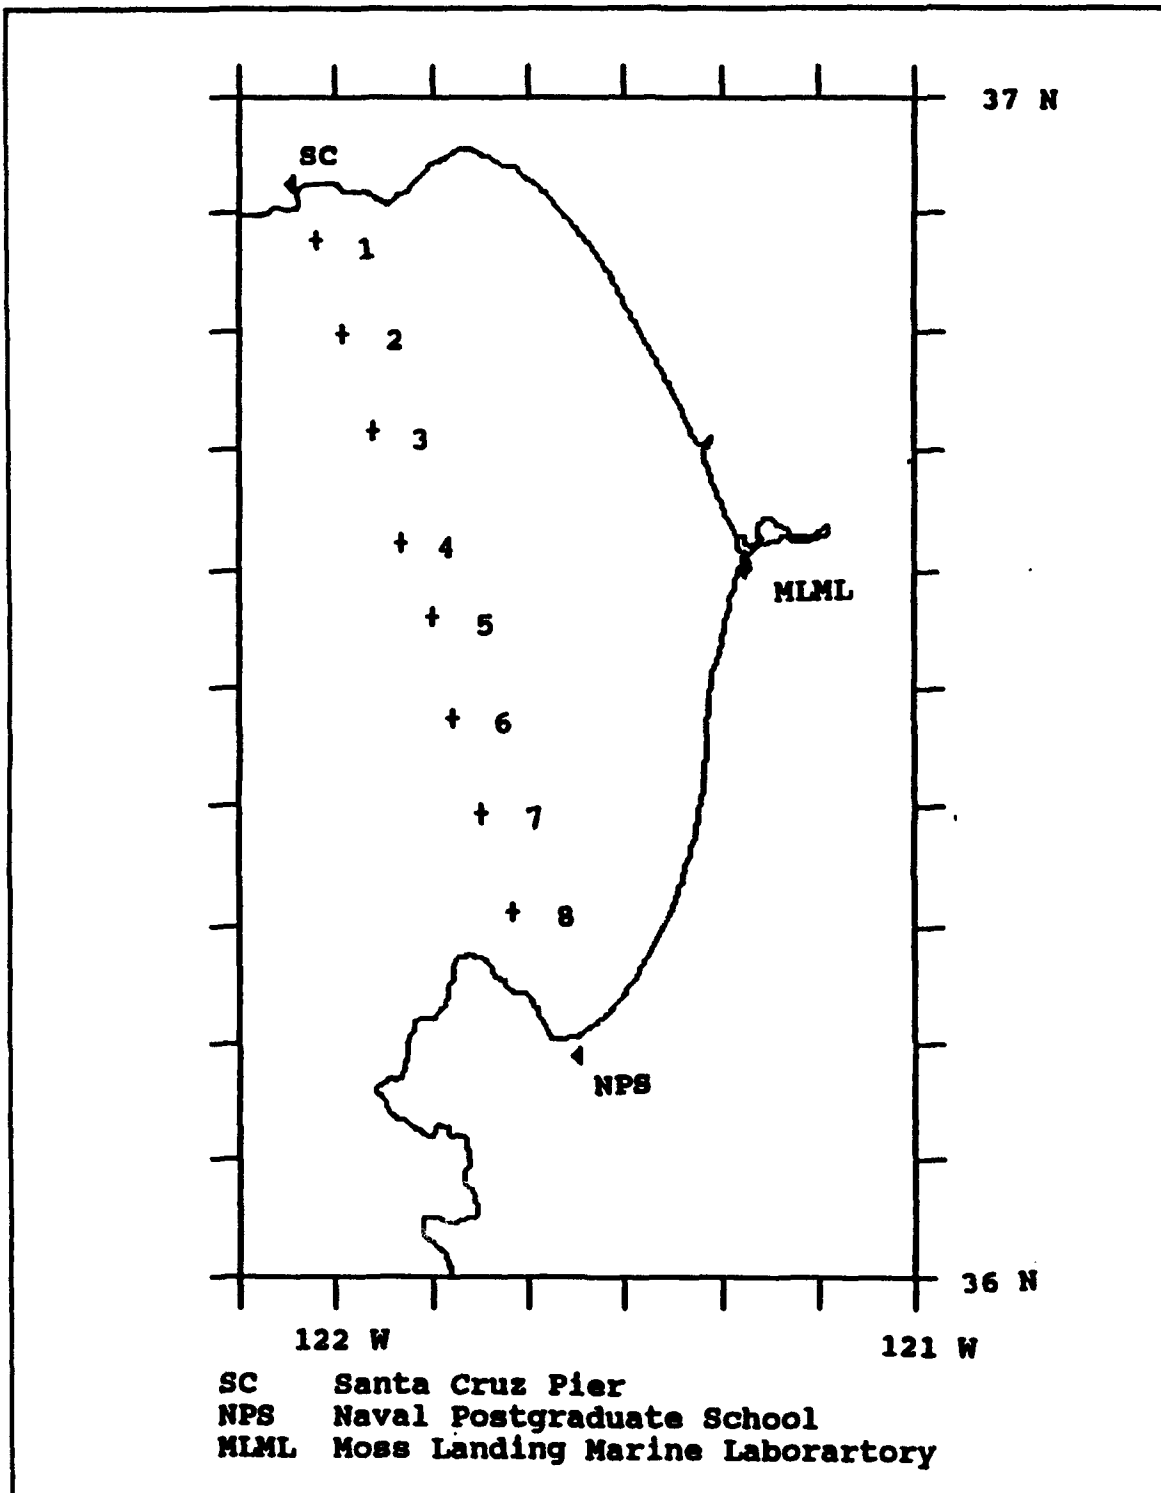 37 N
SC
1
2
3
4
MLML
5
6
7
8
NPS
36 N
122 W
121 W
SC Santa Cruz Pier
NPS Naval Postgraduate School
MLML Moss Landing Marine Laborartory